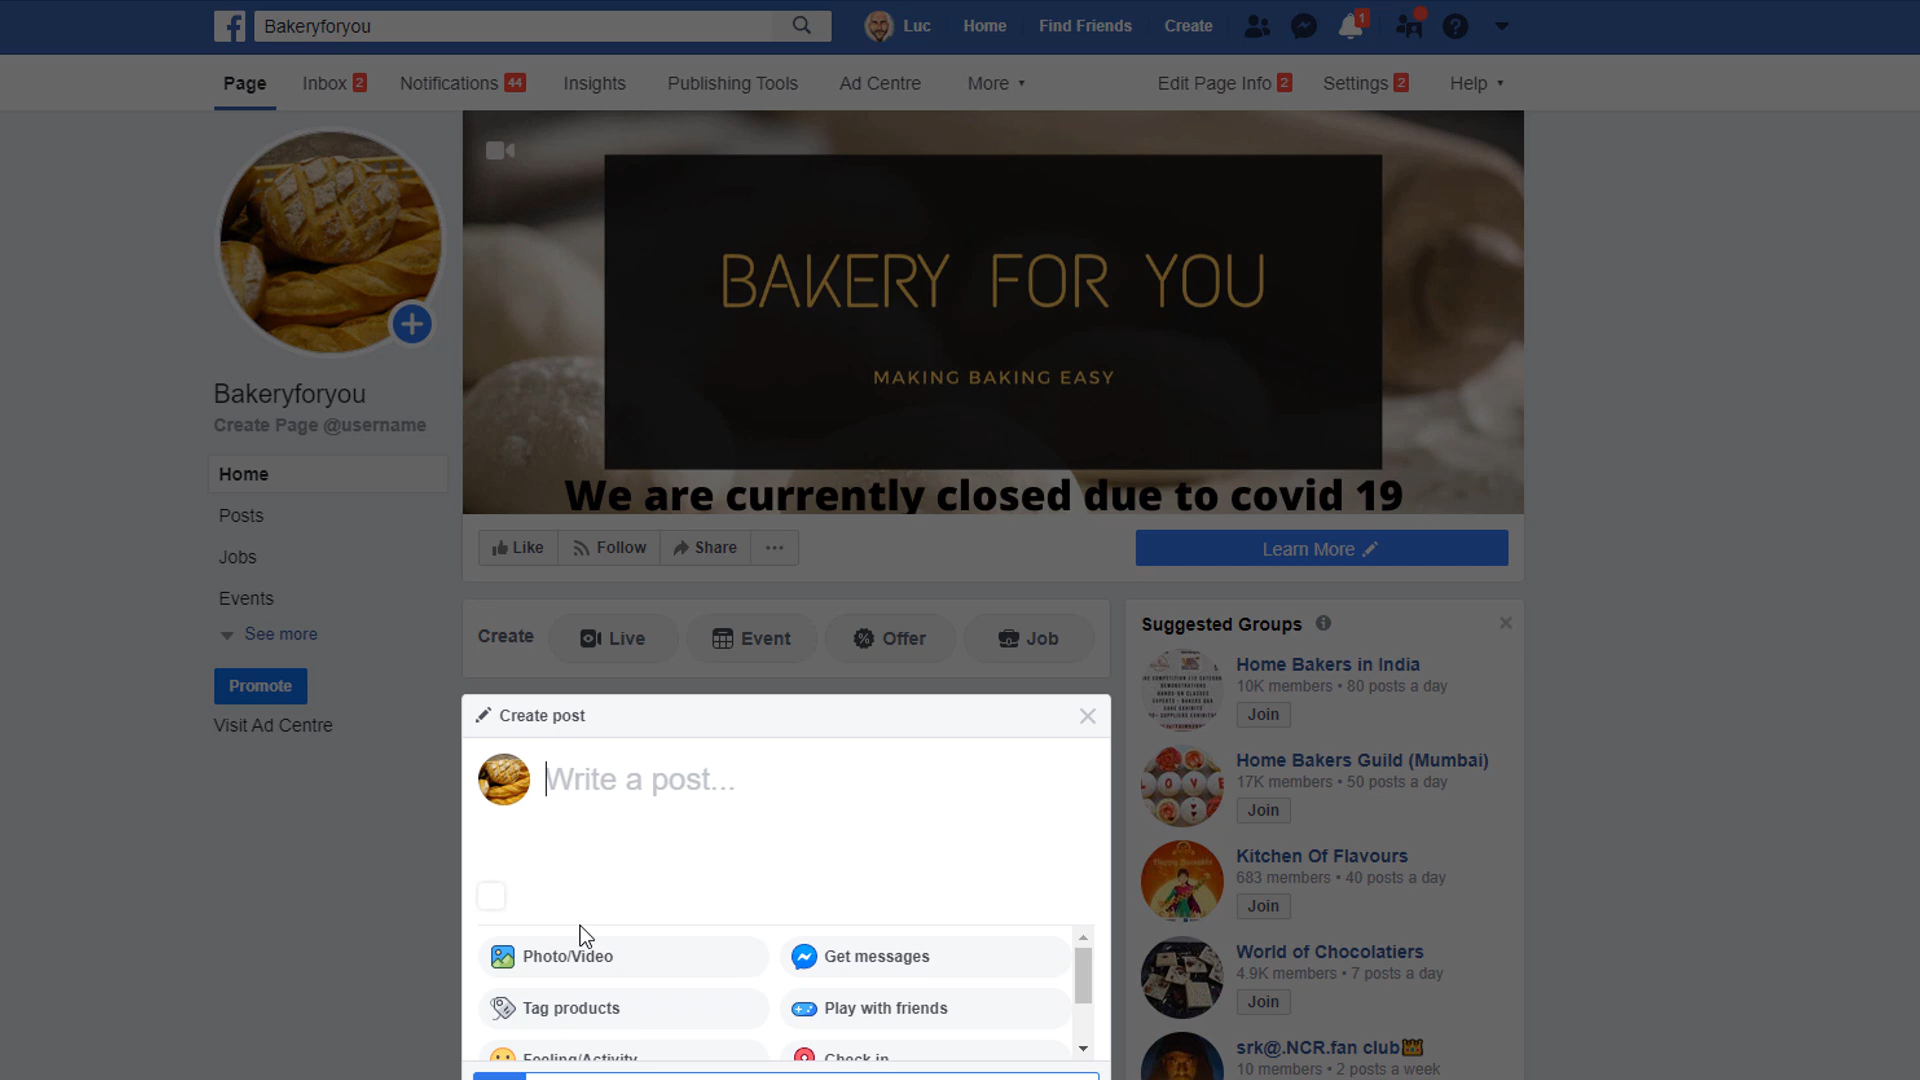 Bakeryforyou
Luc
Home
Find Friends
Create
1
Page
Inbox 2
Notifications 44
Insights
Publishing Tools
Ad Centre
More
Edit Page Info 2
Settings 2
Help
BAKERY FOR YOU
MAKING BAKING EASY
We are currently closed due to covid 19
Bakeryforyou
Create Page @username
Home
Posts
Jobs
Events
See more
Promote
Visit Ad Centre
Like
Follow
Share
Learn More
Create
Live
Event
Offer
Job
Create post
Write a post...
Photo/Video
Get messages
Tag products
Play with friends
Feeling/Activity
Check in
Suggested Groups
Home Bakers in India
10K members • 80 posts a day
Join
Home Bakers Guild (Mumbai)
17K members • 50 posts a day
Join
Kitchen Of Flavours
683 members • 40 posts a day
Join
World of Chocolatiers
4.9K members • 7 posts a day
Join
srk@.NCR.fan club
10 members • 2 posts a week